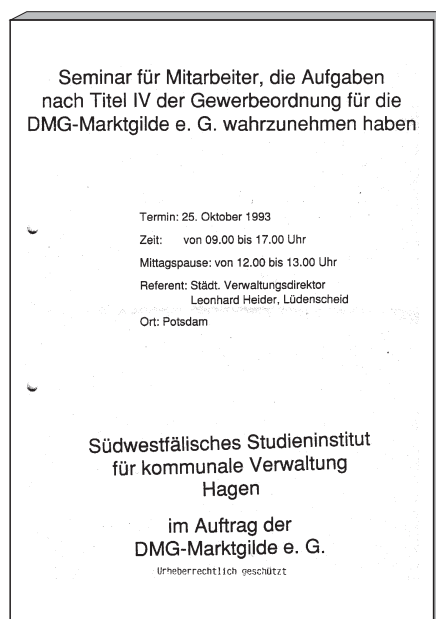 Seminar für Mitarbeiter, die Aufgaben
nach Titel IV der Gewerbeordnung für die
DMG-Marktgilde e. G. wahrzunehmen haben
Termin: 25. Oktober 1993
Zeit: von 09.00 bis 17.00 Uhr
Mittagspause: von 12.00 bis 13.00 Uhr
Referent: Städt. Verwaltungsdirektor
Leonhard Heider, Lüdenscheid
Ort: Potsdam
Südwestfälisches Studieninstitut
für kommunale Verwaltung
Hagen
im Auftrag der
DMG-Marktgilde e. G.
Urheberrechtlich geschützt